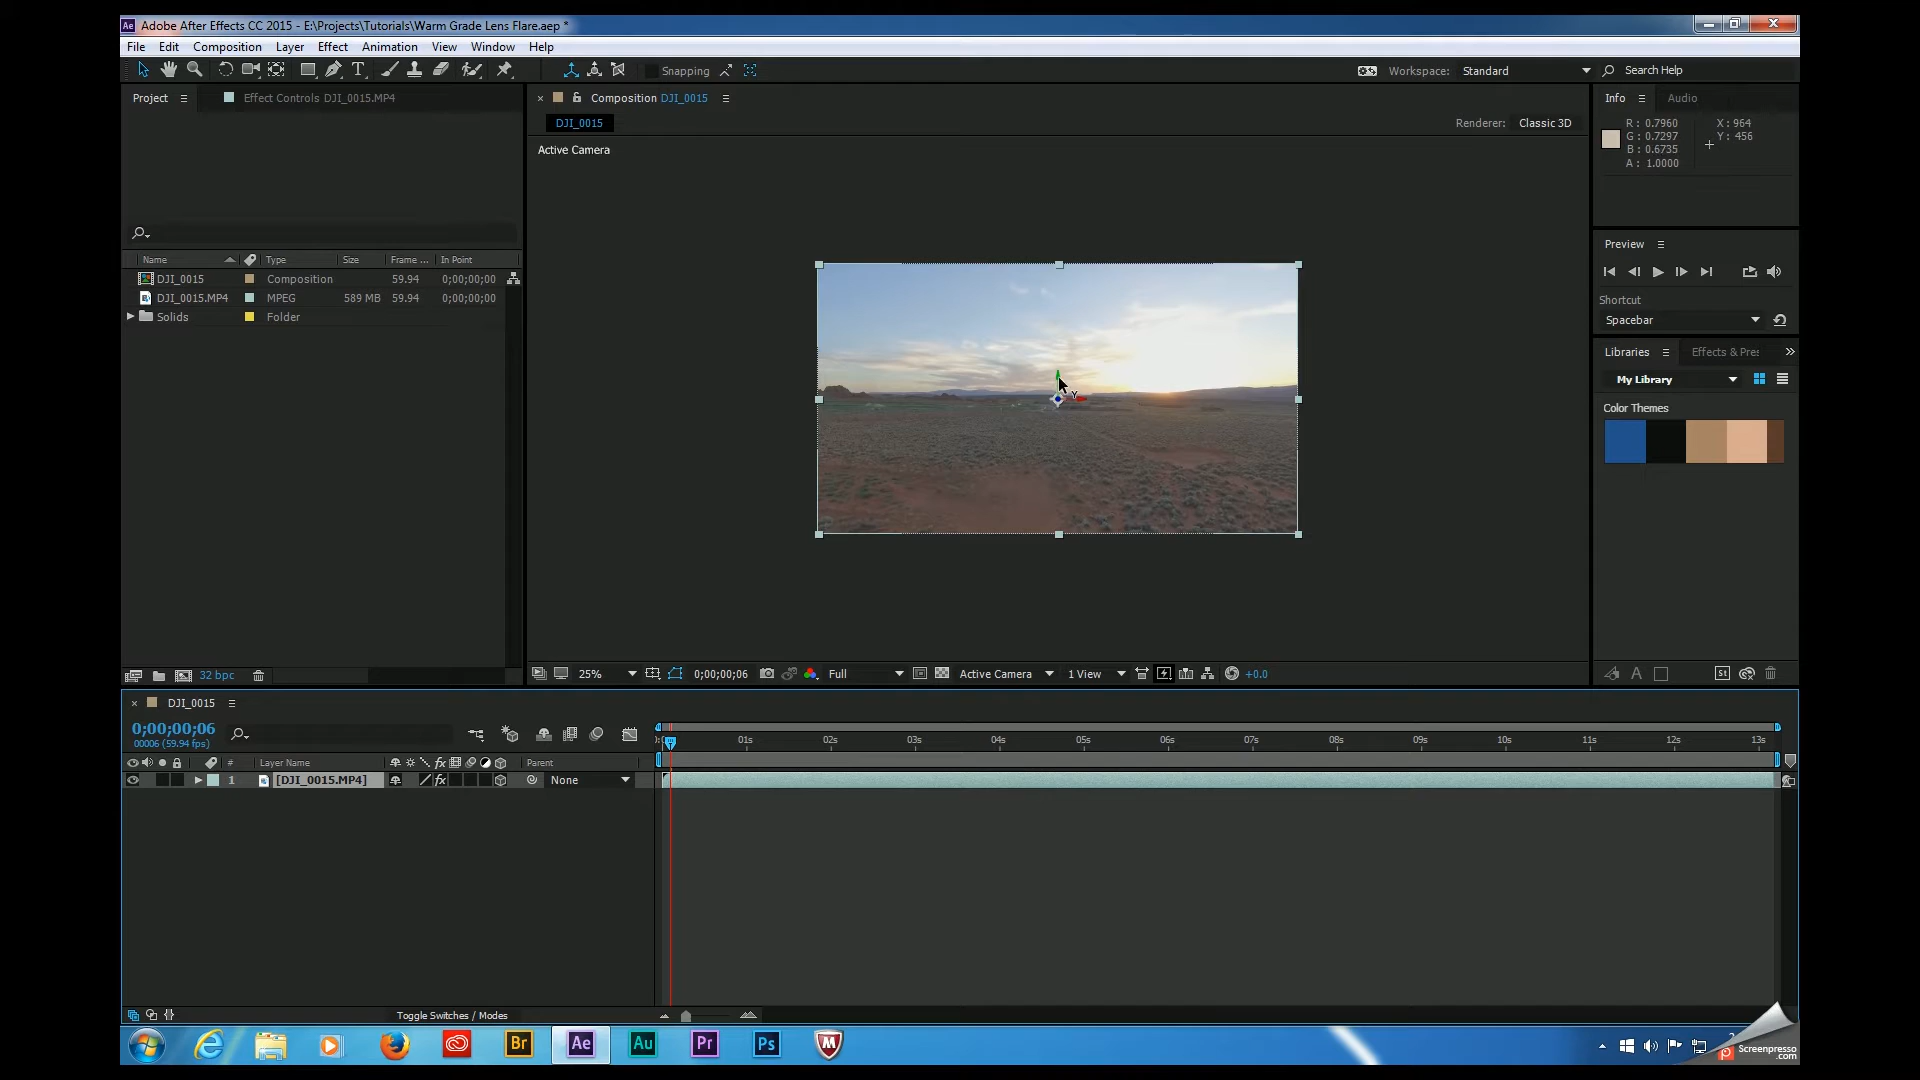 Ae Adobe After Effects CC 2015 - E:\Projects\Tutorials\Warm Grade Lens Flare.aep *
File Edit Composition Layer Effect Animation View Window Help
T Snapping Workspace: Standard Search Help
Project Effect Controls DJI_0015.MP4
Composition DJI_0015
Info Audio
DJI_0015
Renderer: Classic 3D
R : 0.7960 X : 964
G : 0.7297 Y : 456
B : 0.6735
A : 1.0000
Active Camera
Name Type Size Frame ... In Point
DJI_0015 Composition 59.94 0;00;00;00
DJI_0015.MP4 MPEG 589 MB 59.94 0;00;00;00
Solids Folder
Preview
Shortcut
Spacebar
Libraries Effects & Pres
My Library
Color Themes
Y
32 bpc
25% 0;00;00;06 Full Active Camera 1 View +0.0
A St
DJI_0015
0;00;00;06
00006 (59.94 fps)
01s 02s 03s 04s 05s 06s 07s 08s 09s 10s 11s 12s 13s
# Layer Name fx Parent
1 [DJI_0015.MP4] fx None
Toggle Switches / Modes
Br Ae Au Pr Ps
Screenpresso
.com